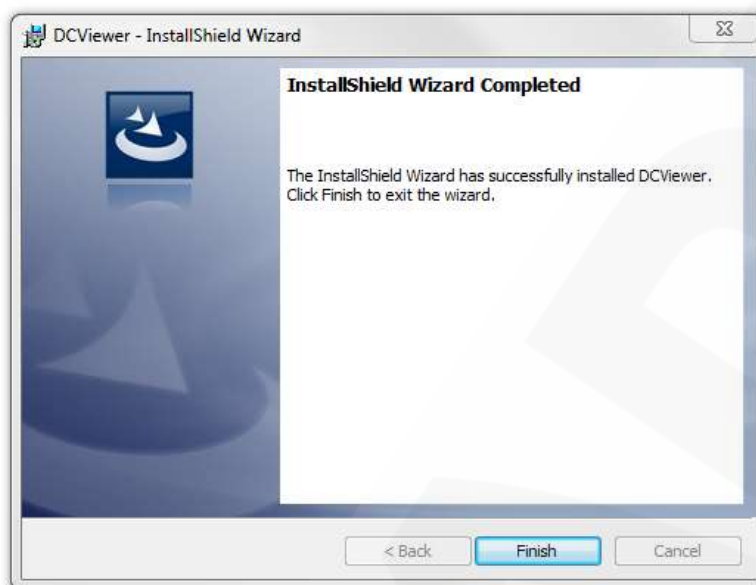 DCViewer - InstallShield Wizard
InstallShield Wizard Completed
The InstallShield Wizard has successfully installed DCViewer.
Click Finish to exit the wizard.
< Back
Finish
Cancel